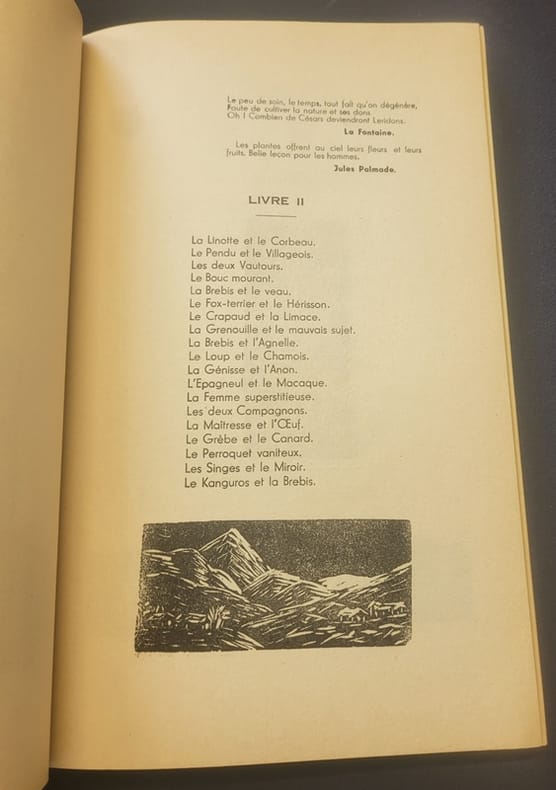 Le peu de soin, le temps, tout fait qu'on dégénère,
Faute de cultiver la nature et ses dons.
Oh ! Combien de Césars deviendront Laridons.
La Fontaine.
Les plantes offrent au ciel leurs fleurs et leurs
fruits. Belle leçon pour les hommes.
Jules Palmade.
LIVRE II
La Linotte et le Corbeau.
Le Pendu et le Villageois.
Les deux Vautours.
Le Bouc mourant.
La Brebis et le veau.
Le Fox-terrier et le Hérisson.
Le Crapaud et la Limace.
La Grenouille et le mauvais sujet.
La Brebis et l'Agnelle.
Le Loup et le Chamois.
La Génisse et l'Anon.
L'Epagneul et le Macaque.
La Femme superstitieuse.
Les deux Compagnons.
La Maîtresse et l'Œuf.
Le Grèbe et le Canard.
Le Perroquet vaniteux.
Les Singes et le Miroir.
Le Kanguros et la Brebis.